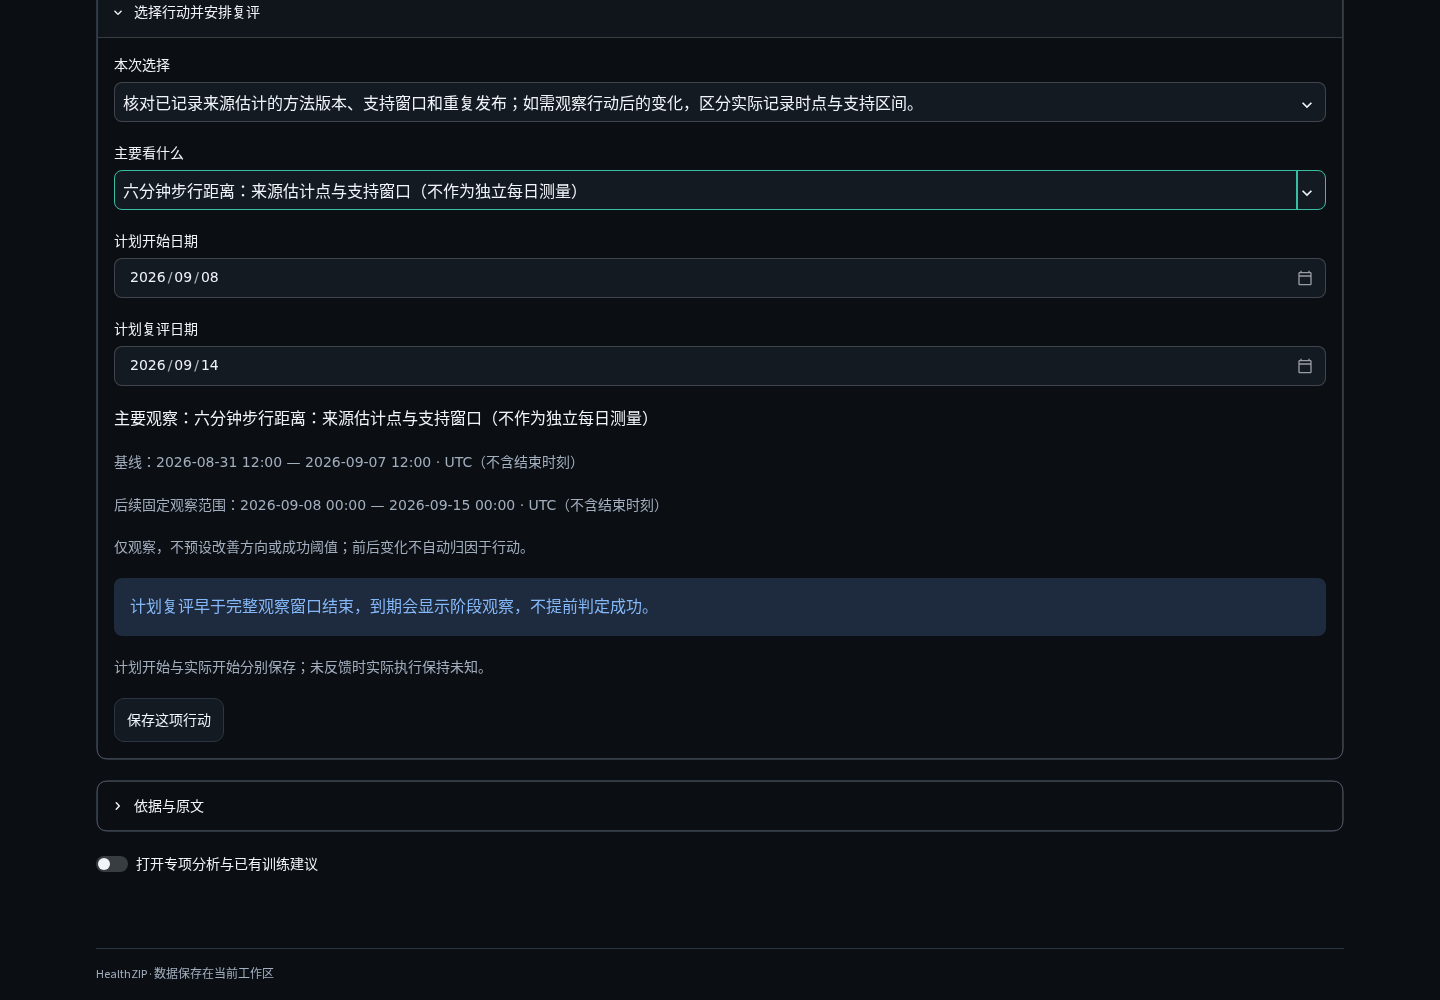 选择行动并安排复评
本次选择
核对已记录来源估计的方法版本、支持窗口和重复发布；如需观察行动后的变化，区分实际记录时点与支持区间。
主要看什么
六分钟步行距离：来源估计点与支持窗口（不作为独立每日测量）
计划开始日期
2026/09/08
计划复评日期
2026/09/14
主要观察：六分钟步行距离：来源估计点与支持窗口（不作为独立每日测量）
基线：2026-08-31 12:00 — 2026-09-07 12:00 · UTC（不含结束时刻）
后续固定观察范围：2026-09-08 00:00 — 2026-09-15 00:00 · UTC（不含结束时刻）
仅观察，不预设改善方向或成功阈值；前后变化不自动归因于行动。
计划复评早于完整观察窗口结束，到期会显示阶段观察，不提前判定成功。
计划开始与实际开始分别保存；未反馈时实际执行保持未知。
保存这项行动
依据与原文
打开专项分析与已有训练建议
HealthZIP · 数据保存在当前工作区